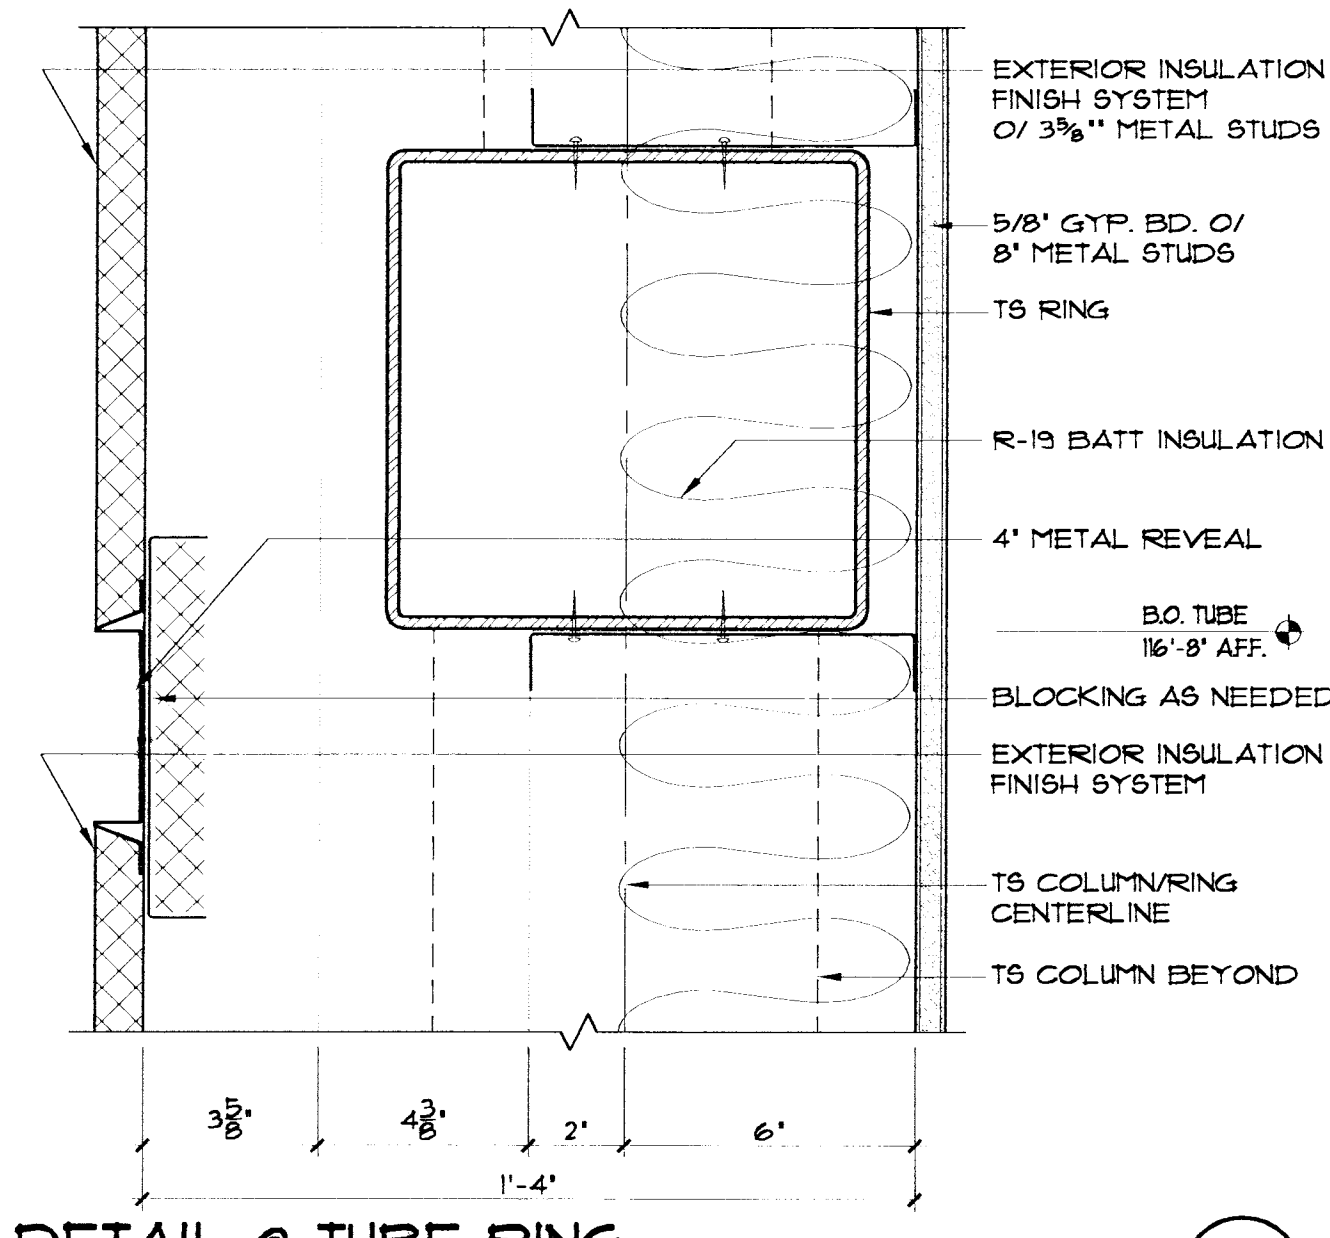 EXTERIOR INSULATION
FINISH SYSTEM
O/ 3⅝"" METAL STUDS
5/8" GYP. BD. O/
8" METAL STUDS
TS RING
R-19 BATT INSULATION
4" METAL REVEAL
B.O. TUBE
116'-8" AFF.
BLOCKING AS NEEDED
EXTERIOR INSULATION
FINISH SYSTEM
TS COLUMN/RING
CENTERLINE
TS COLUMN BEYOND
3⅝" 4⅜" 2" 6"
1'-4"
DETAIL @ TUBE RING